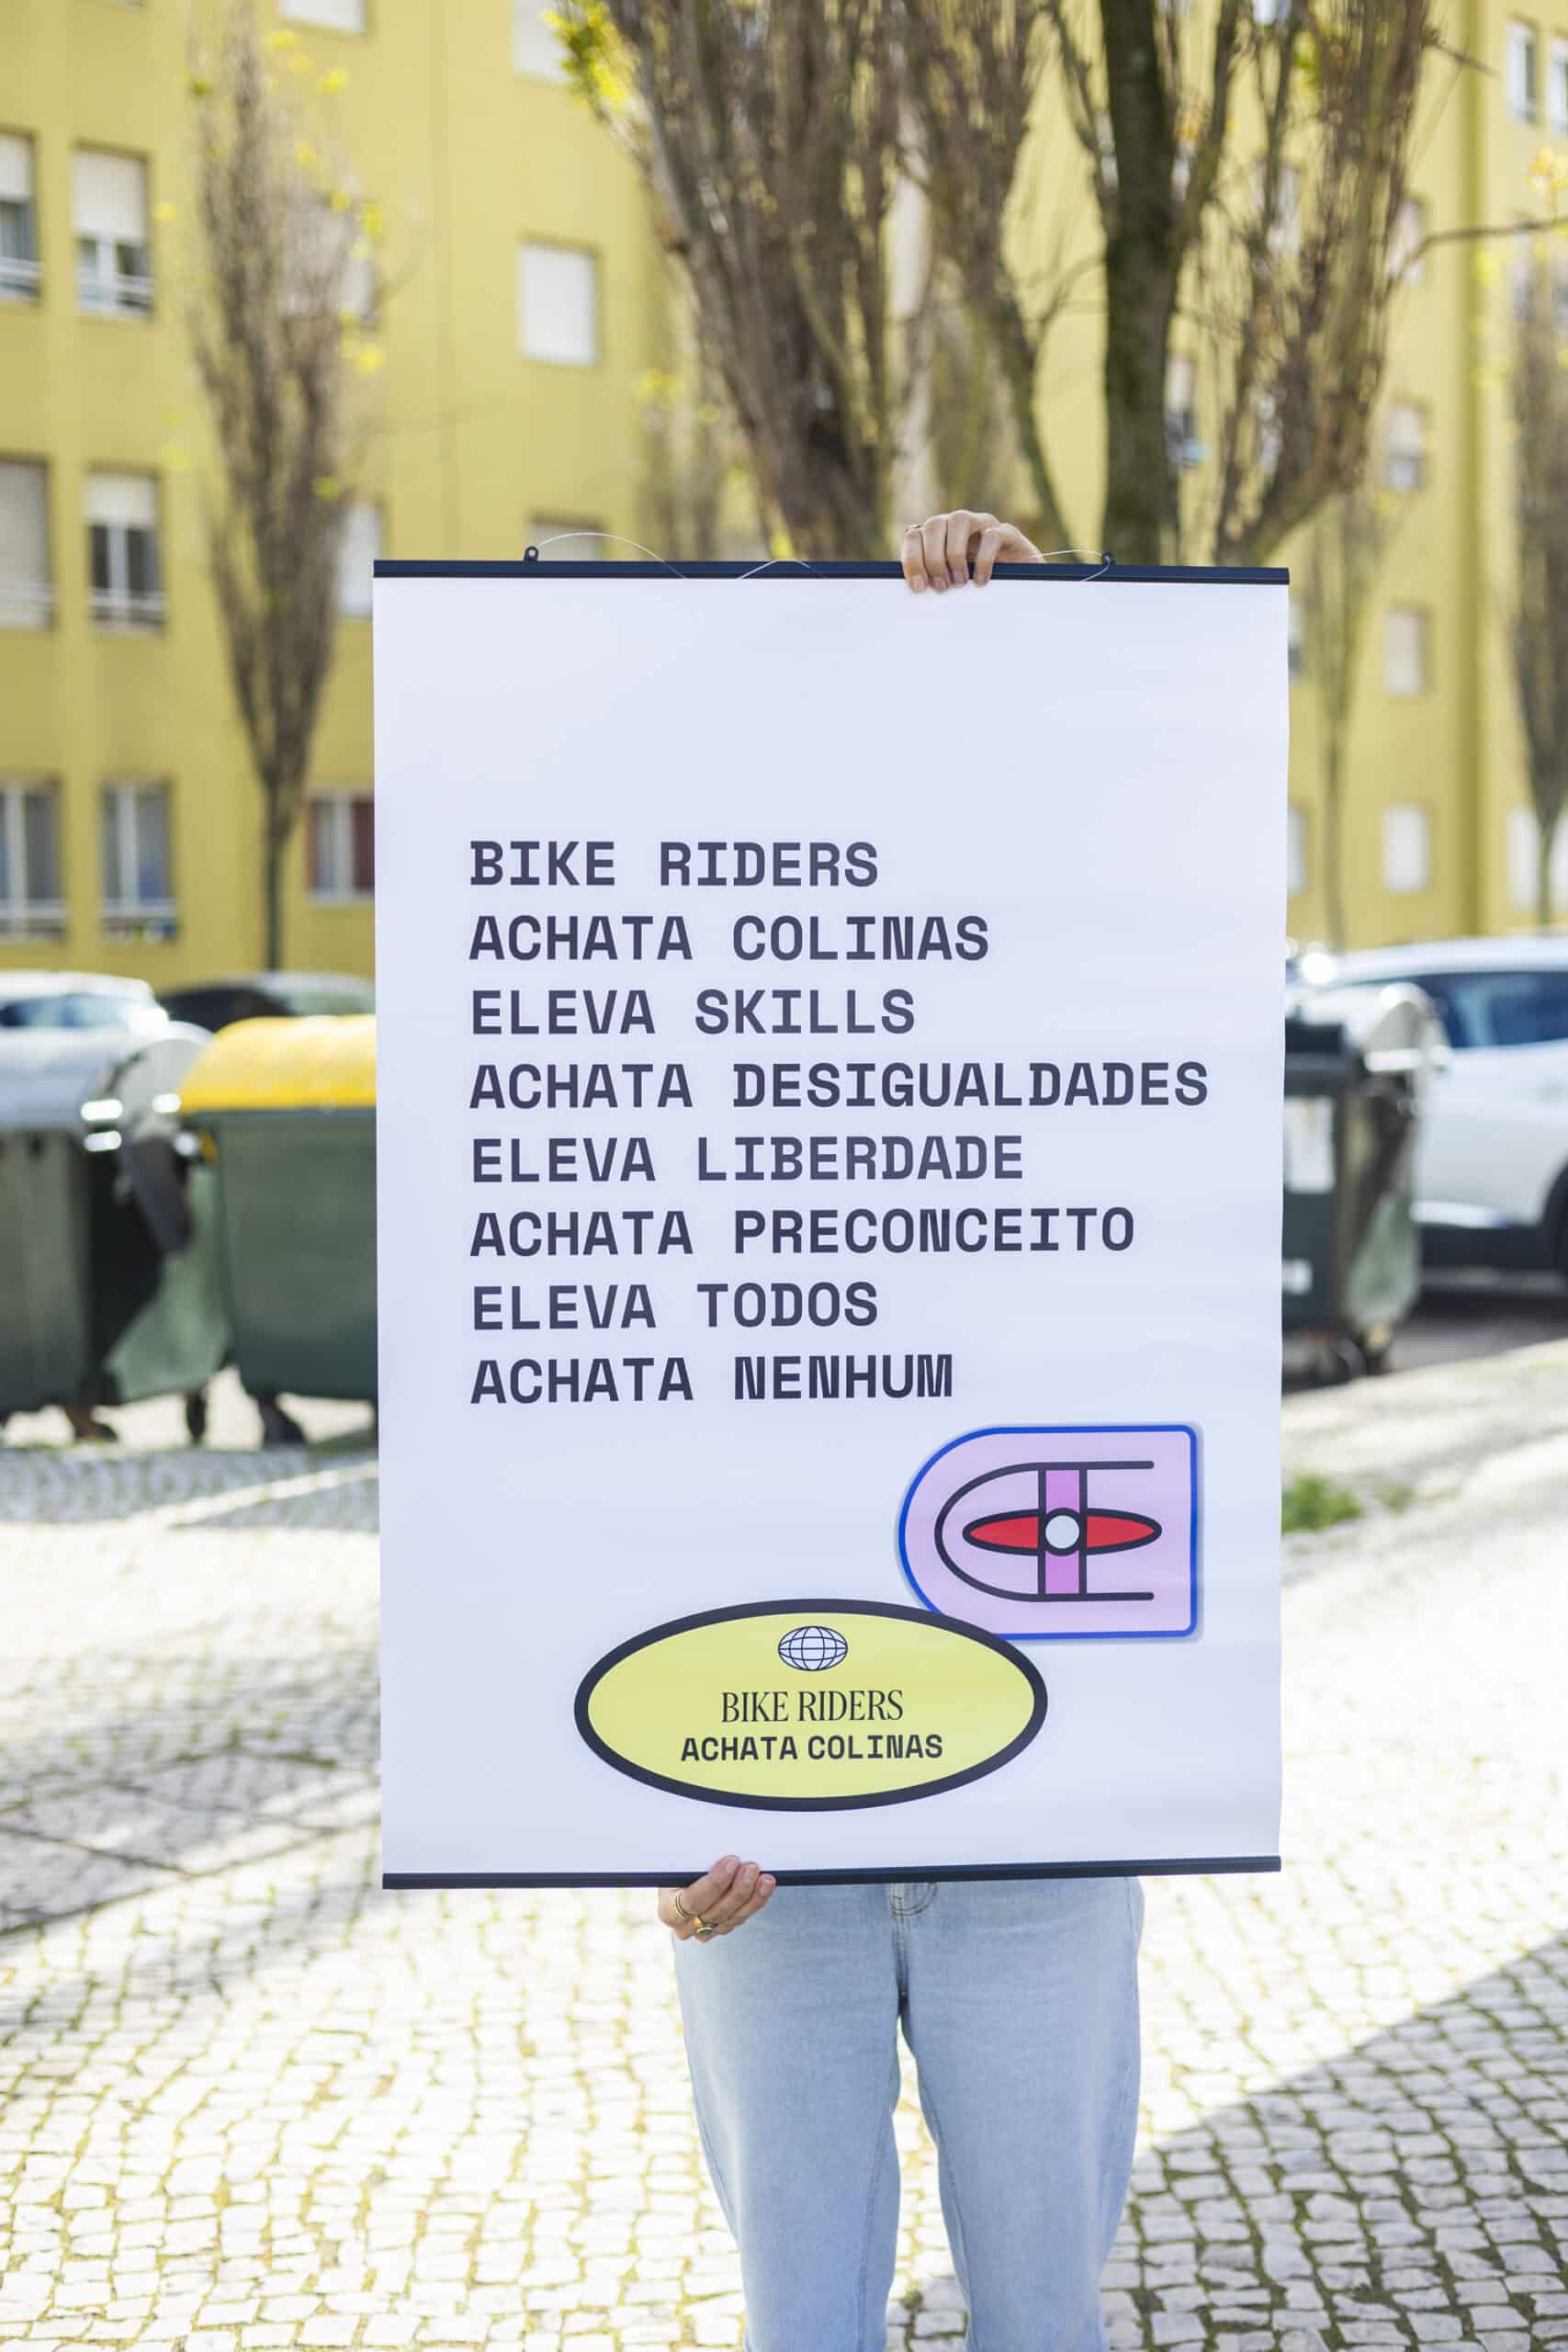 BIKE RIDERS
ACHATA COLINAS
ELEVA SKILLS
ACHATA DESIGUALDADES
ELEVA LIBERDADE
ACHATA PRECONCEITO
ELEVA TODOS
ACHATA NENHUM
BIKE RIDERS
ACHATA COLINAS